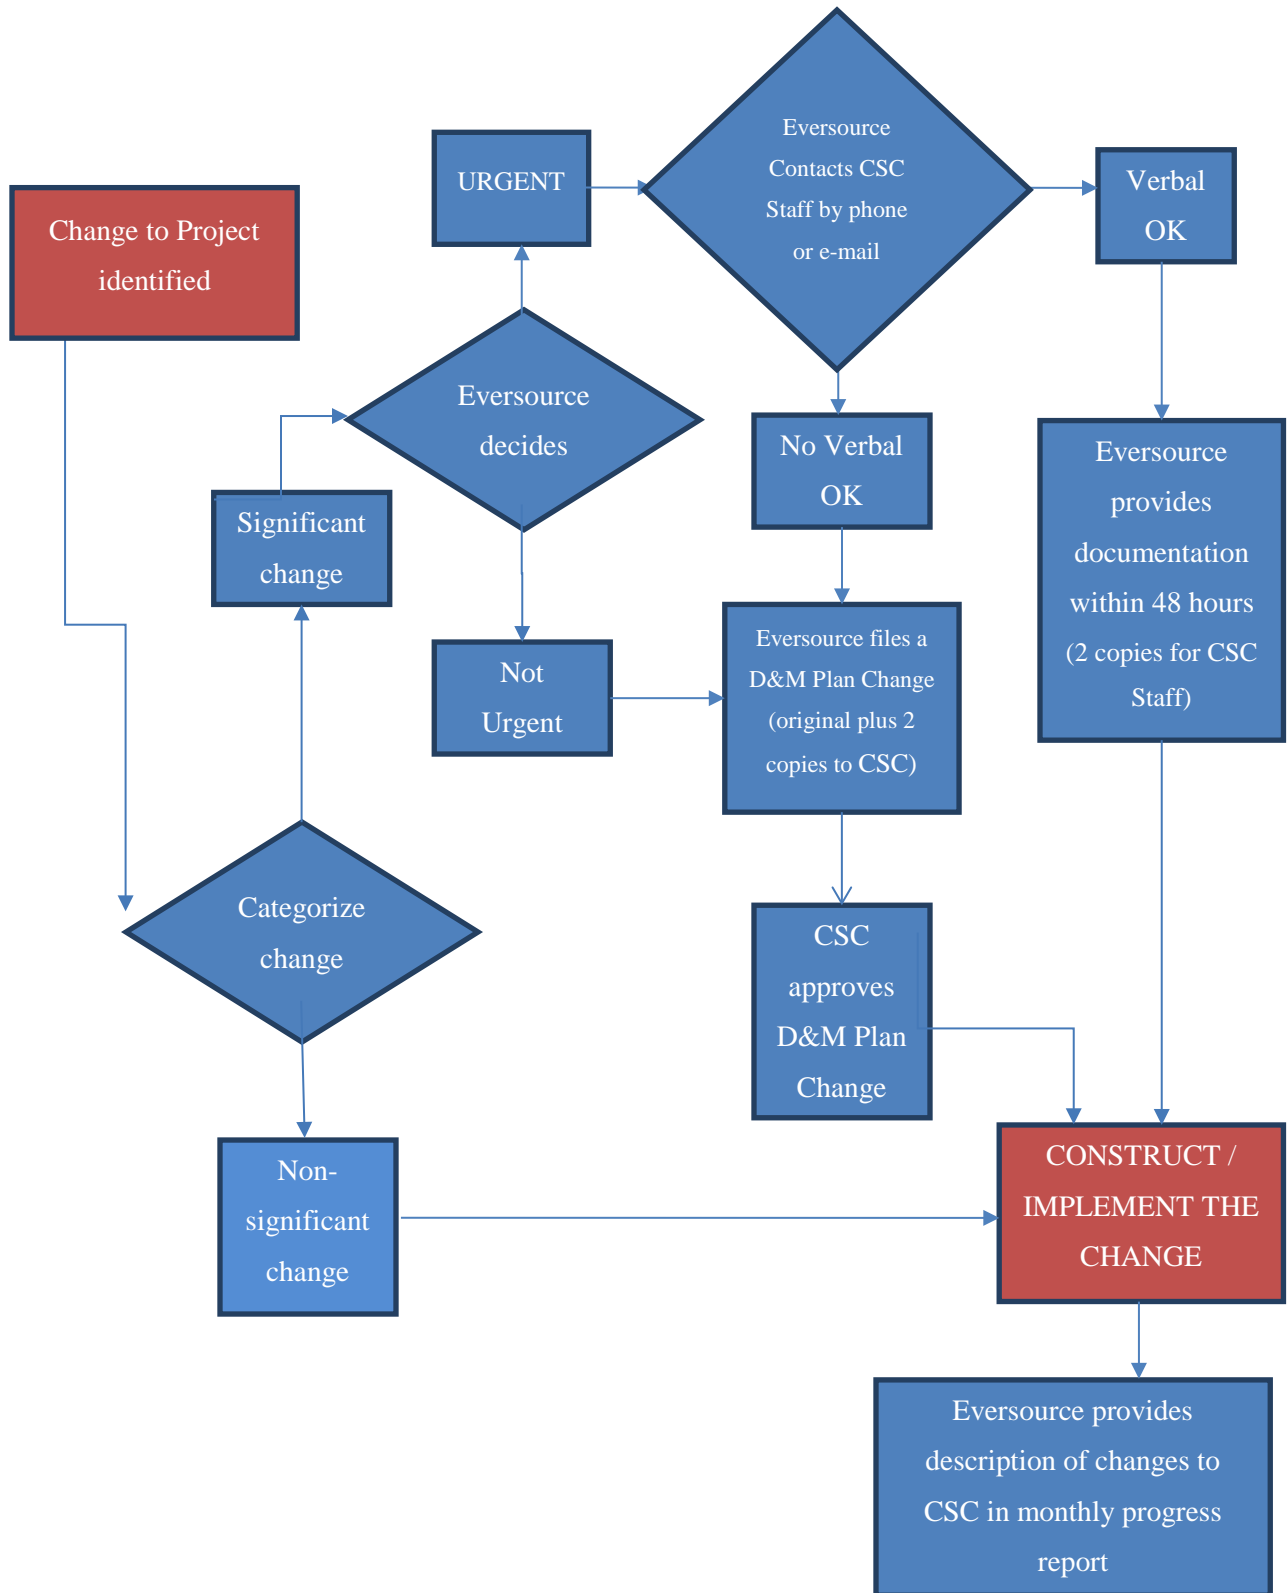 Change to Project
identified
URGENT
Eversource
Contacts CSC
Staff by phone
or e-mail
Verbal
OK
Eversource
decides
No Verbal
OK
Significant
change
Eversource
provides
documentation
within 48 hours
(2 copies for CSC
Staff)
Not
Urgent
Eversource files a
D&M Plan Change
(original plus 2
copies to CSC)
Categorize
change
CSC
approves
D&M Plan
Change
Non-
significant
change
CONSTRUCT /
IMPLEMENT THE
CHANGE
Eversource provides
description of changes to
CSC in monthly progress
report